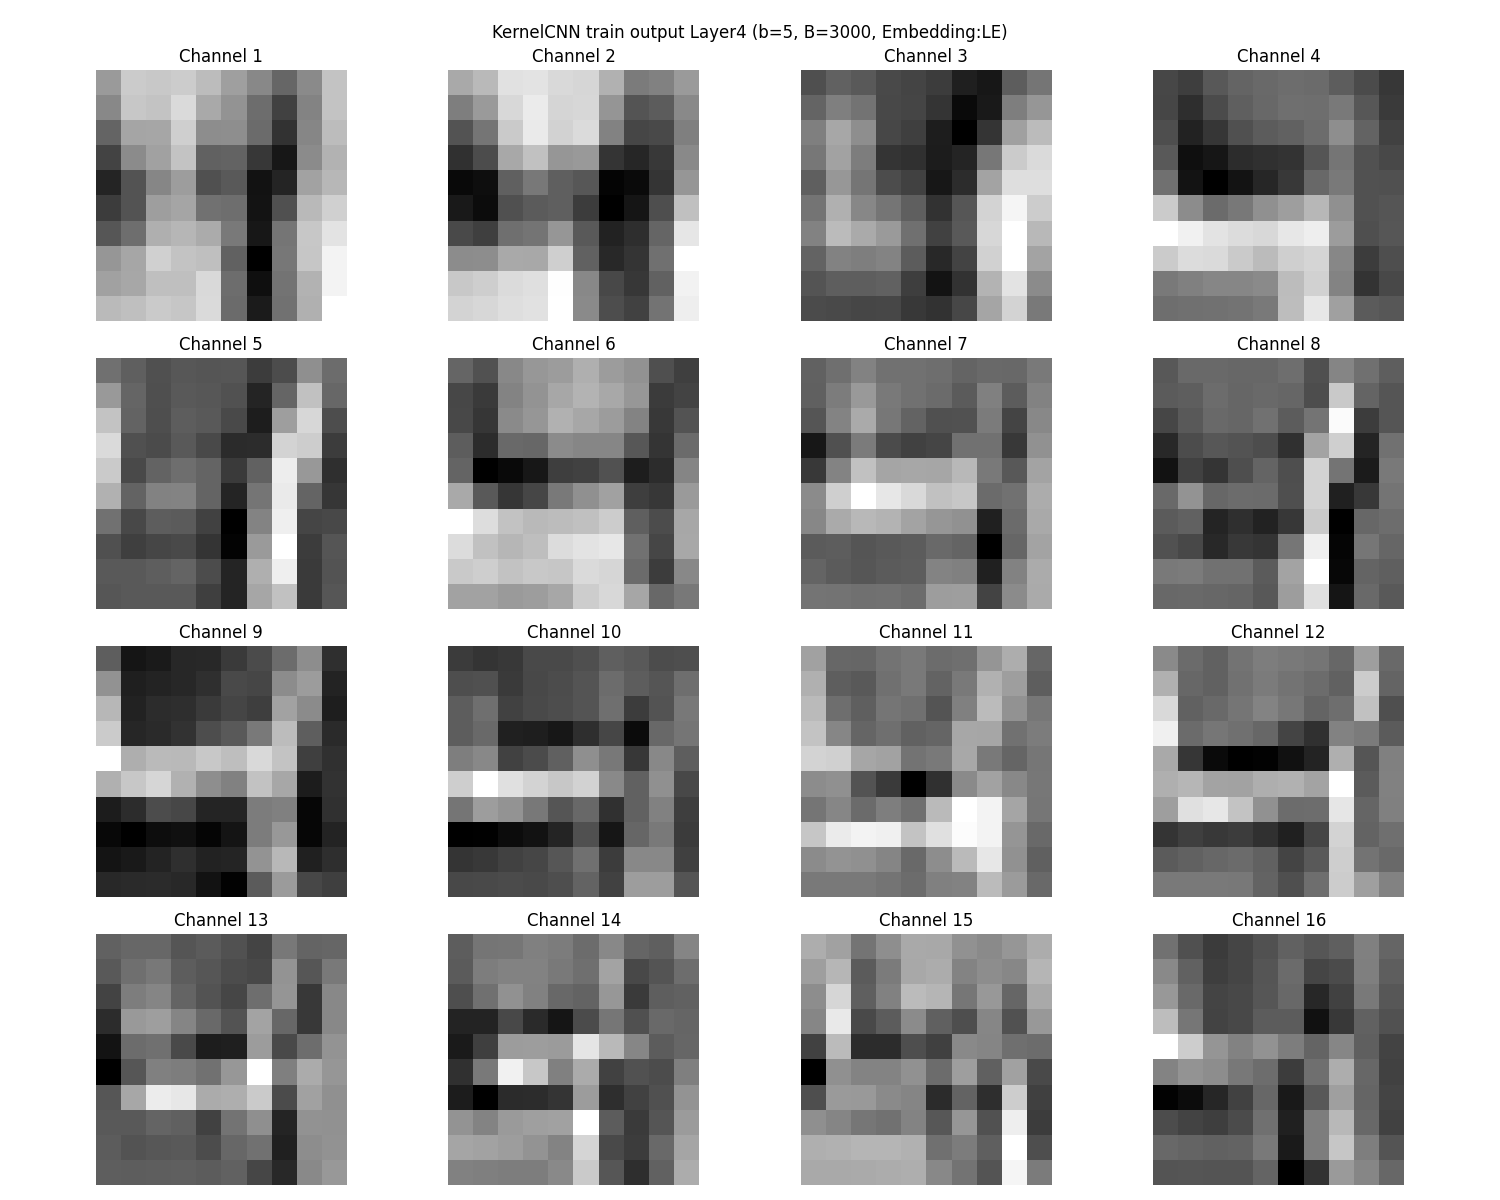 KernelCNN train output Layer4 (b=5, B=3000, Embedding:LE)
Channel 1
Channel 2
Channel 3
Channel 4
Channel 5
Channel 6
Channel 7
Channel 8
Channel 9
Channel 10
Channel 11
Channel 12
Channel 13
Channel 14
Channel 15
Channel 16